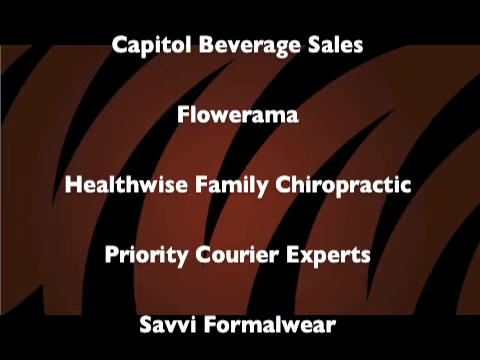 Capitol Beverage Sales
Flowerama
Healthwise Family Chiropractic
Priority Courier Experts
Savvi Formalwear